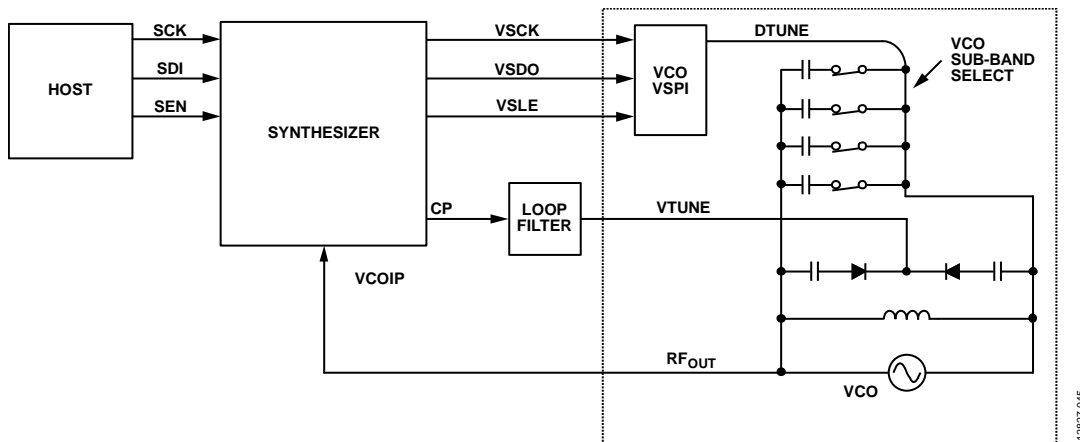 HOST
SCK
SDI
SEN
SYNTHESIZER
VSCK
VSDO
VSLE
VCO
VSPI
DTUNE
VCO
SUB-BAND
SELECT
CP
LOOP
FILTER
VTUNE
VCOIP
RFOUT
VCO